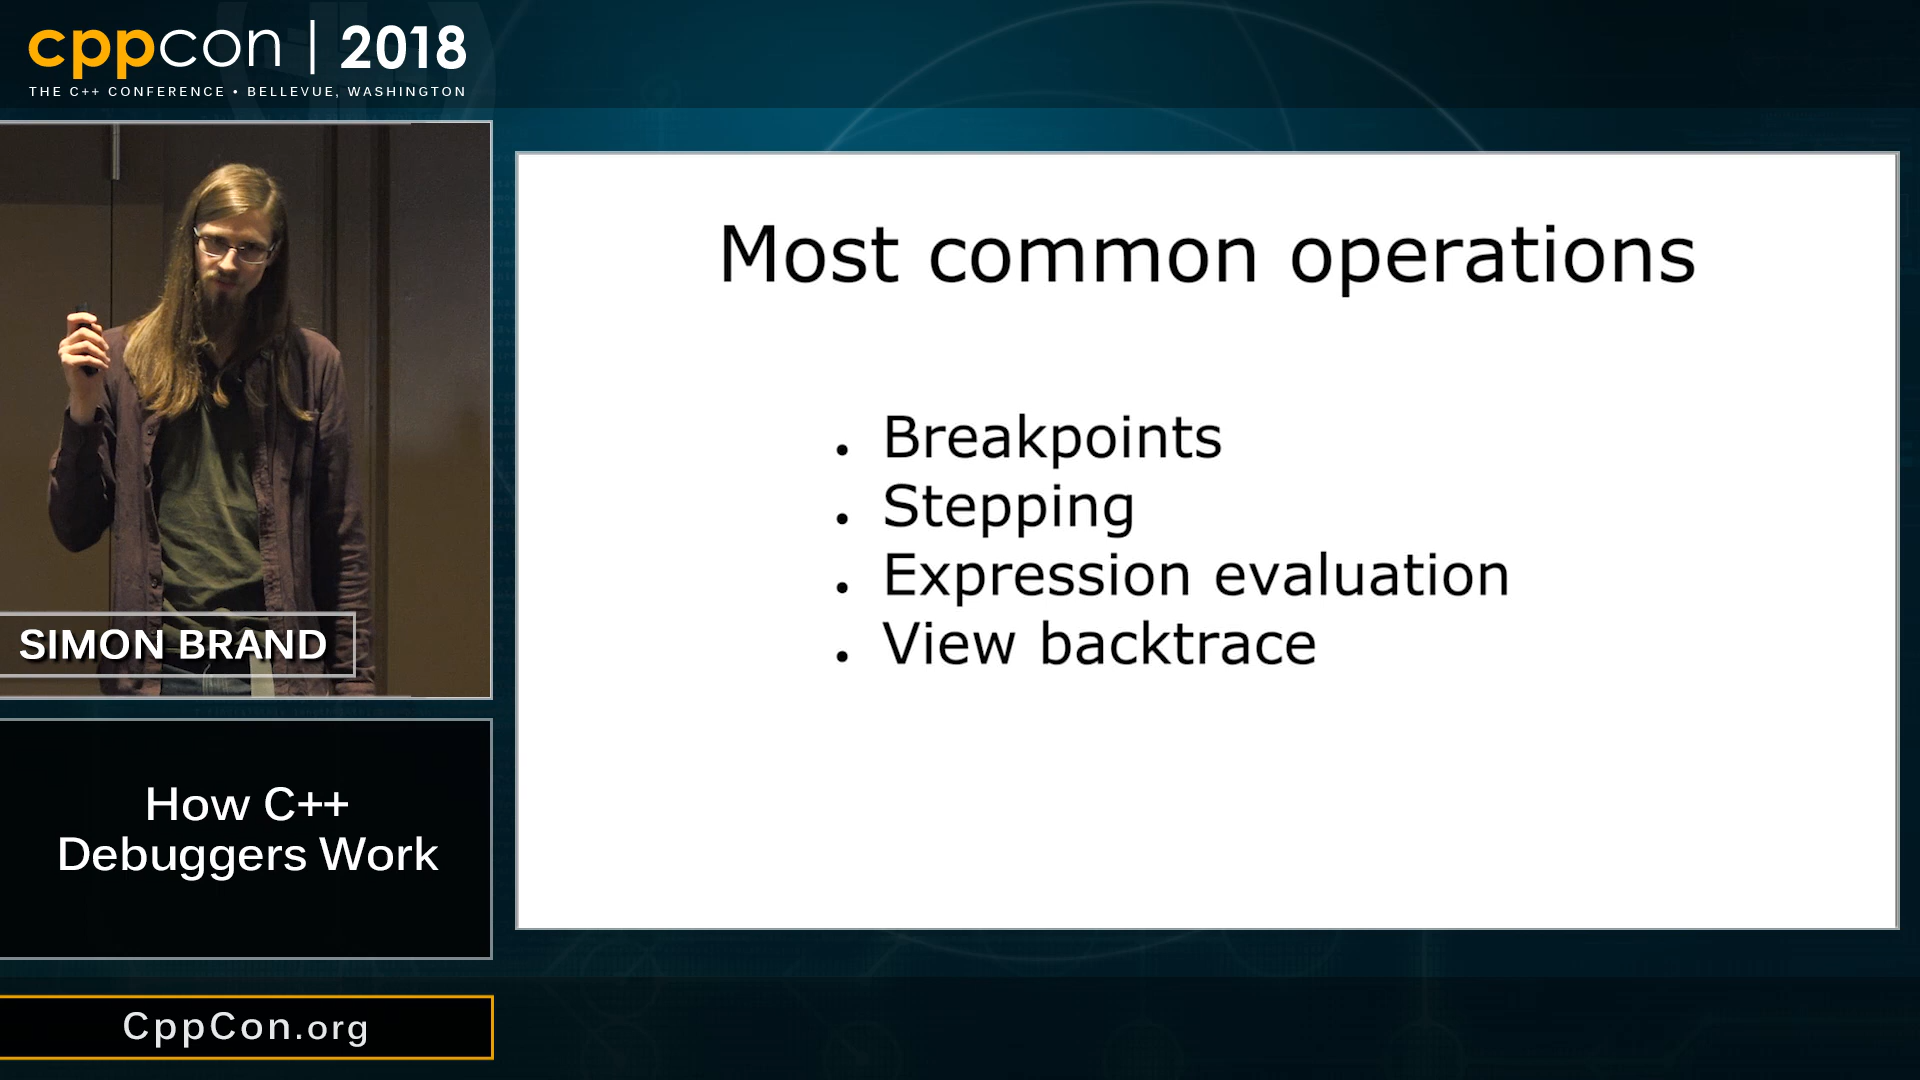 cppcon | 2018
THE C++ CONFERENCE • BELLEVUE, WASHINGTON
Most common operations
• Breakpoints
• Stepping
• Expression evaluation
• View backtrace
SIMON BRAND
How C++
Debuggers Work
CppCon.org